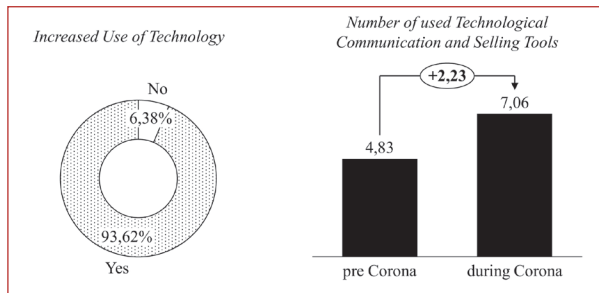 Increased Use of Technology
No
6,38%
93,62%
Yes
Number of used Technological
Communication and Selling Tools
+2,23
7,06
4,83
pre Corona
during Corona